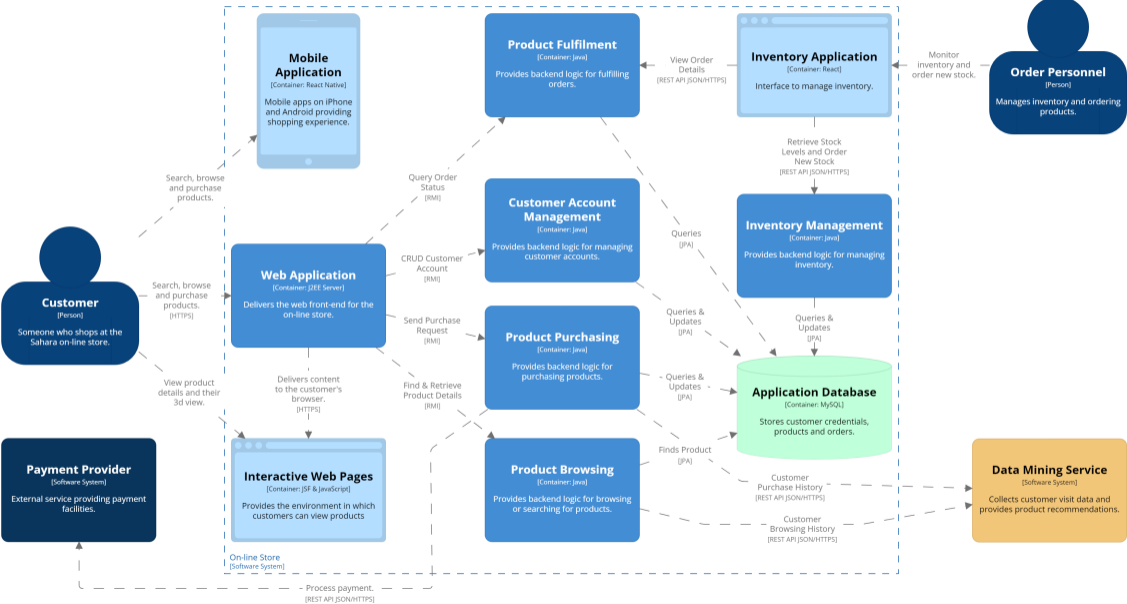 Mobile
Application
[Container: React Native]
Mobile apps on iPhone
and Android providing
shopping experience.
Product Fulfilment
[Container: Java]
Provides backend logic for fulfilling
orders.
View Order
Details
[REST API JSON/HTTPS]
Inventory Application
[Container: React]
Interface to manage inventory.
Monitor
inventory and
order new stock.
Order Personnel
[Person]
Manages inventory and ordering
products.
Search, browse
and purchase
products.
Query Order
Status
[RMI]
Retrieve Stock
Levels and Order
New Stock
[REST API JSON/HTTPS]
Customer Account
Management
[Container: Java]
Provides backend logic for managing
customer accounts.
Queries
[JPA]
Inventory Management
[Container: Java]
Provides backend logic for managing
inventory.
Customer
[Person]
Someone who shops at the
Sahara on-line store.
Search, browse
and purchase
products.
[HTTPS]
Web Application
[Container: J2EE Server]
Delivers the web front-end for the
on-line store.
CRUD Customer
Account
[RMI]
Send Purchase
Request
[RMI]
Product Purchasing
[Container: Java]
Provides backend logic for
purchasing products.
Queries &
Updates
[JPA]
Queries &
Updates
[JPA]
View product
details and their
3d view.
Delivers content
to the customer's
browser.
[HTTPS]
Find & Retrieve
Product Details
[RMI]
Queries &
Updates
[JPA]
Application Database
[Container: MySQL]
Stores customer credentials,
products and orders.
Payment Provider
[Software System]
External service providing payment
facilities.
Interactive Web Pages
[Container: JSF & JavaScript]
Provides the environment in which
customers can view products
Product Browsing
[Container: Java]
Provides backend logic for browsing
or searching for products.
Finds Product
[JPA]
Customer
Purchase History
[REST API JSON/HTTPS]
Customer
Browsing History
[REST API JSON/HTTPS]
Data Mining Service
[Software System]
Collects customer visit data and
provides product recommendations.
On-line Store
[Software System]
Process payment.
[REST API JSON/HTTPS]